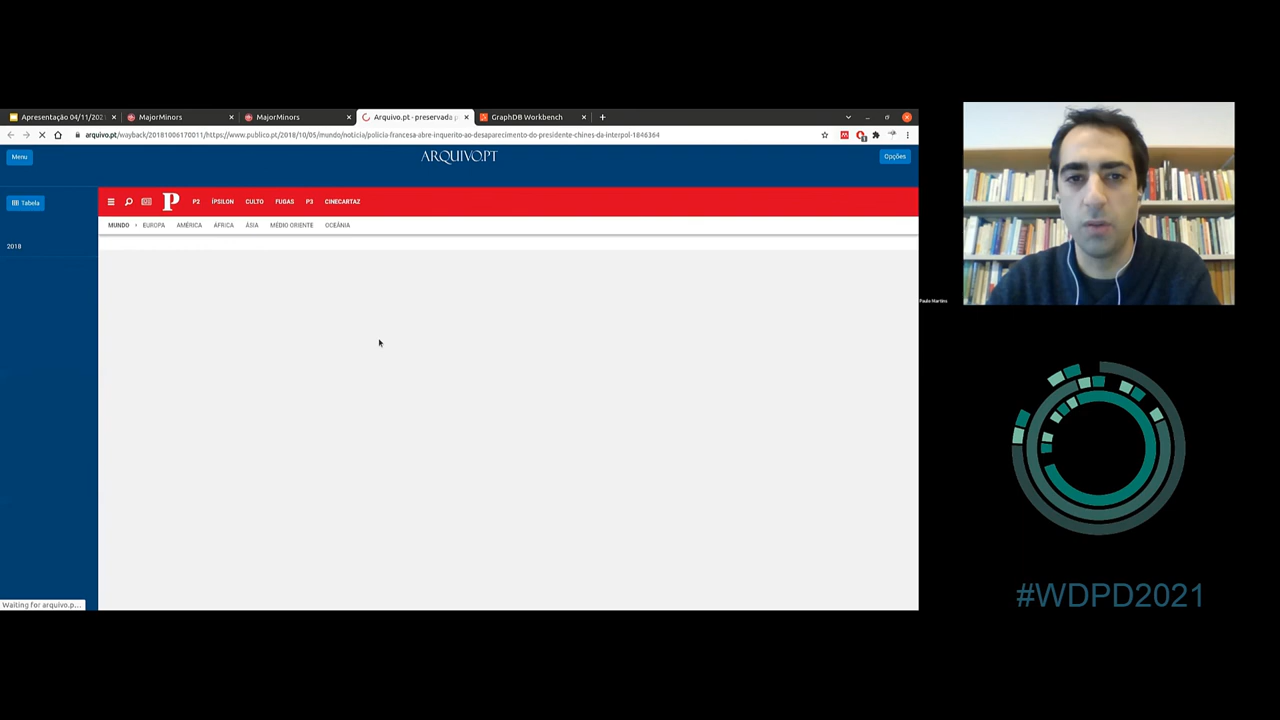 Apresentação 04/11/202
MajorMinors
MajorMinors
Arquivo.pt - preservada p
GraphDB Workbench
arquivo.pt/wayback/20181006170011/https://www.publico.pt/2018/10/05/mundo/noticia/policia-francesa-abre-inquerito-ao-desaparecimento-do-presidente-chines-da-interpol-1846364
Menu
ARQUIVO.PT
Opções
Tabela
P
P2
ÍPSILON
CULTO
FUGAS
P3
CINECARTAZ
MUNDO
EUROPA
AMÉRICA
ÁFRICA
ÁSIA
MÉDIO ORIENTE
OCEÂNIA
2018
Waiting for arquivo.p...
Paulo Martins
#WDPD2021